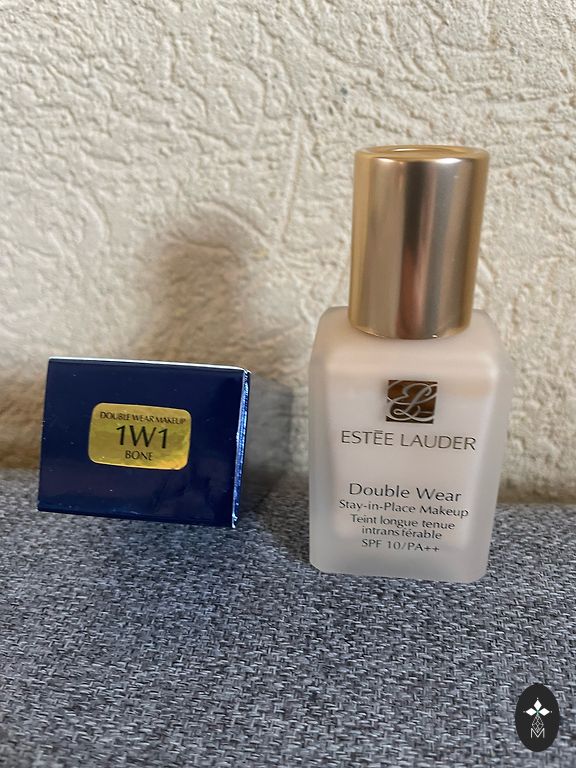 DOUBLE WEAR MAKEUP
1W1
BONE
EL
ESTĒE LAUDER
Double Wear
Stay-in-Place Makeup
Teint longue tenue
intransférable
SPF 10/PA++
M